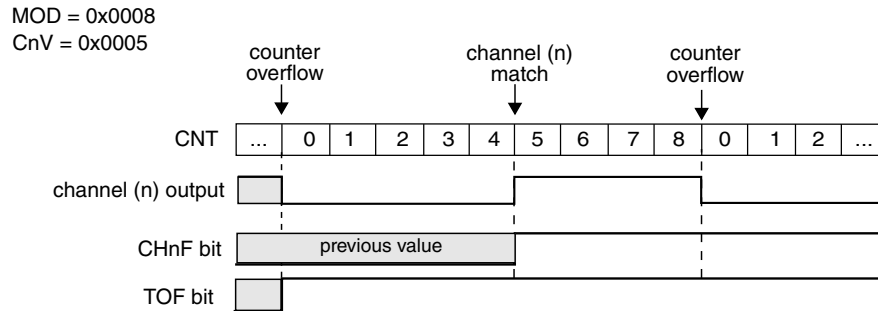 MOD = 0x0008
CnV = 0x0005
counter
overflow
channel (n)
match
counter
overflow
CNT ... 0 1 2 3 4 5 6 7 8 0 1 2 ...
channel (n) output
CHnF bit previous value
TOF bit